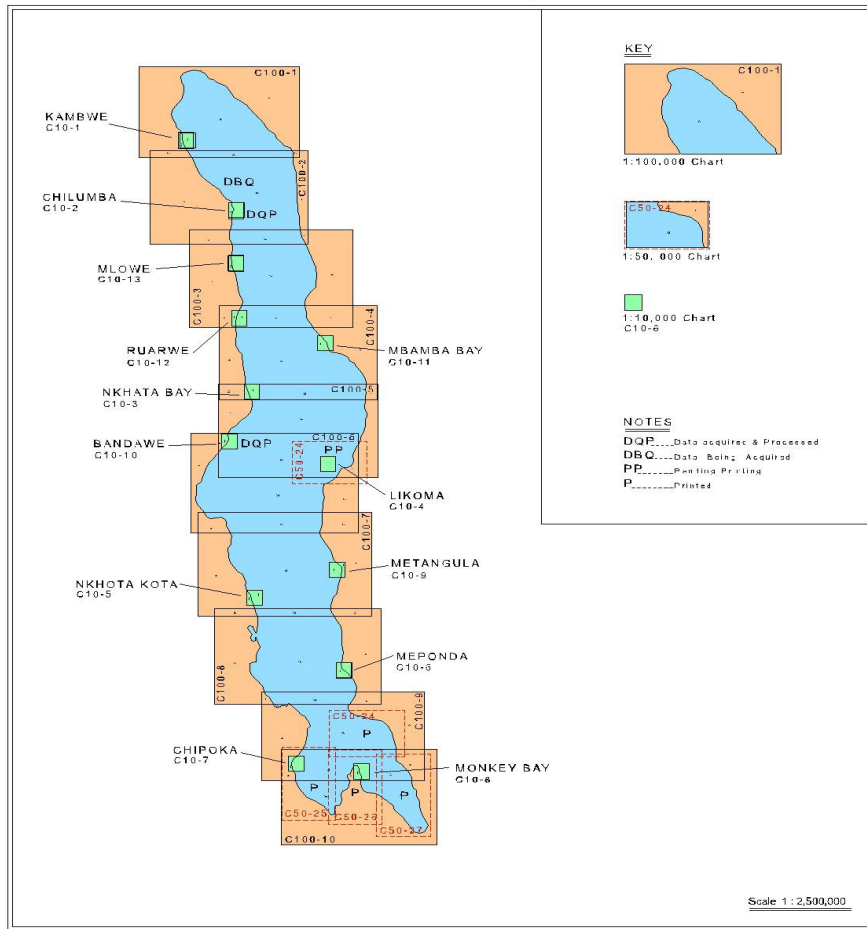 C100-1
KAMBWE
C10-1
C100-2
DBQ
CHILUMBA
C10-2
DQP
MLOWE
C10-13
C100-3
C100-4
RUARWE
C10-12
MBAMBA BAY
C10-11
NKHATA BAY
C10-3
C100-5
BANDAWE
C10-10
DQP
C100-6
PP
C50-24
LIKOMA
C10-4
C100-7
METANGULA
C10-9
NKHOTA KOTA
C10-5
MEPONDA
C10-5
C100-8
C100-9
C50-24
P
CHIPOKA
C10-7
MONKEY BAY
C10-6
P
P
P
C50-25
C50-26
C50-27
C100-10
KEY
C100-1
1:100,000 Chart
C50-24
1:50, 000 Chart
1:10,000 Chart
C10-6
NOTES
DQP Data acquired & Processed
DBQ Data Being Acquired
PP Penting Printing
P Printed
Scale 1 : 2,500,000